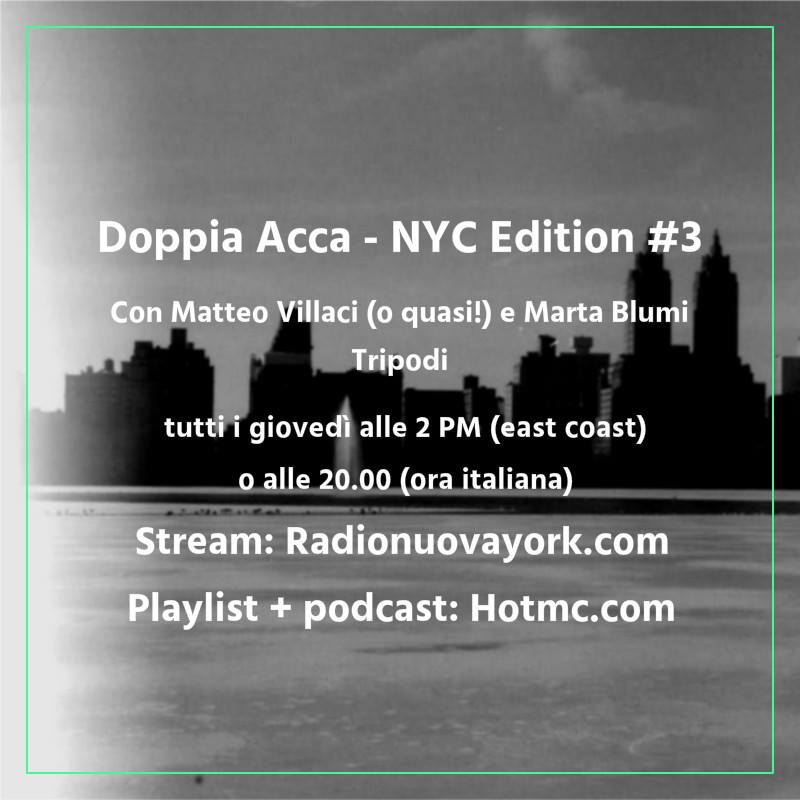 Doppia Acca - NYC Edition #3
Con Matteo Villaci (o quasi!) e Marta Blumi
Tripodi
tutti i giovedì alle 2 PM (east coast)
o alle 20.00 (ora italiana)
Stream: Radionuovayork.com
Playlist + podcast: Hotmc.com